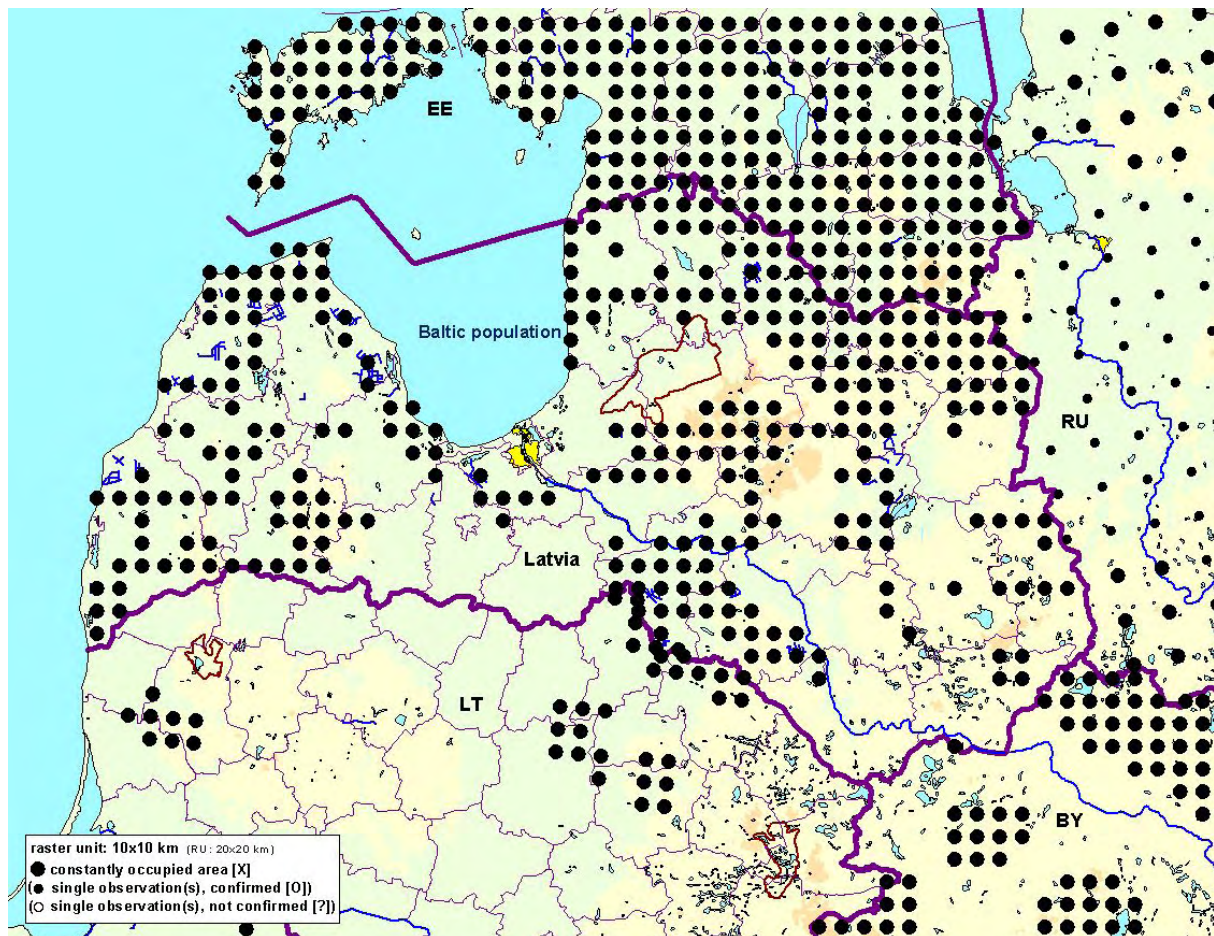 EE
Baltic population
RU
Latvia
LT
BY
raster unit: 10x10 km (RU: 20x20 km)
constantly occupied area [X]
( single observation(s), confirmed [O])
( single observation(s), not confirmed [?])